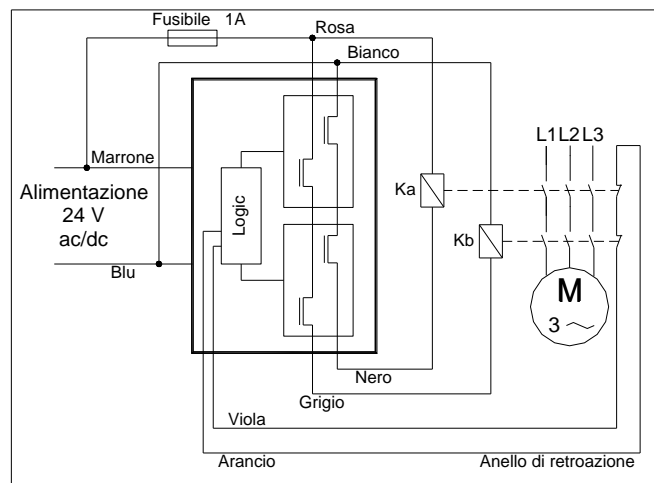 Fusibile 1A
Rosa
Bianco
L1 L2 L3
Marrone
Alimentazione
24 V
ac/dc
Logic
Ka
Kb
Blu
M
3
Nero
Grigio
Viola
Arancio
Anello di retroazione